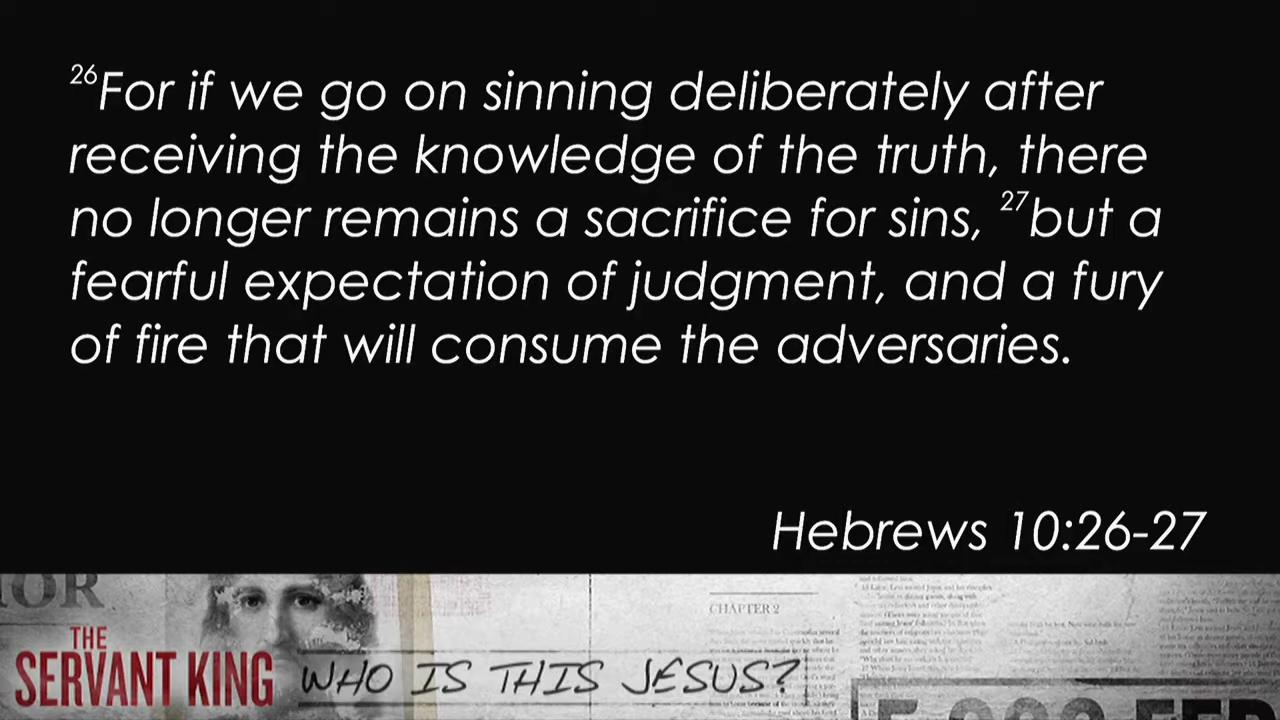 26For if we go on sinning deliberately after
receiving the knowledge of the truth, there
no longer remains a sacrifice for sins, 27but a
fearful expectation of judgment, and a fury
of fire that will consume the adversaries.
Hebrews 10:26-27
CHAPTER 2
THE
SERVANT KING
WHO IS THIS JESUS?